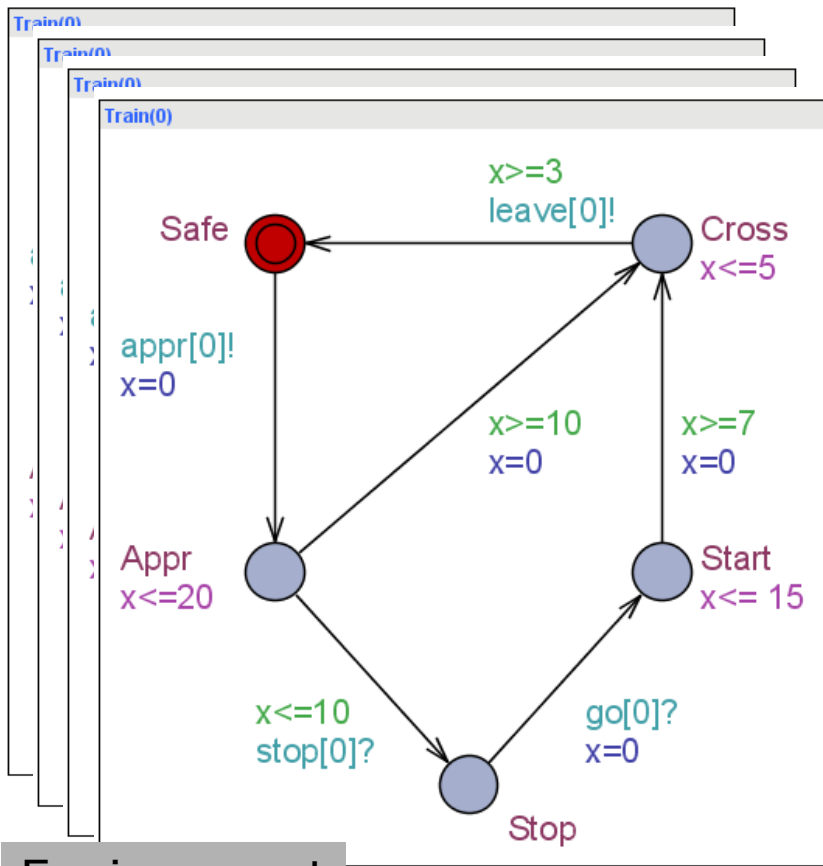 Train(0)
Train(0)
Train(0)
Train(0)
x>=3
leave[0]!
Safe
Cross
x<=5
appr[0]!
x=0
x>=10
x=0
x>=7
x=0
Appr
x<=20
Start
x<= 15
x<=10
stop[0]?
go[0]?
x=0
Stop